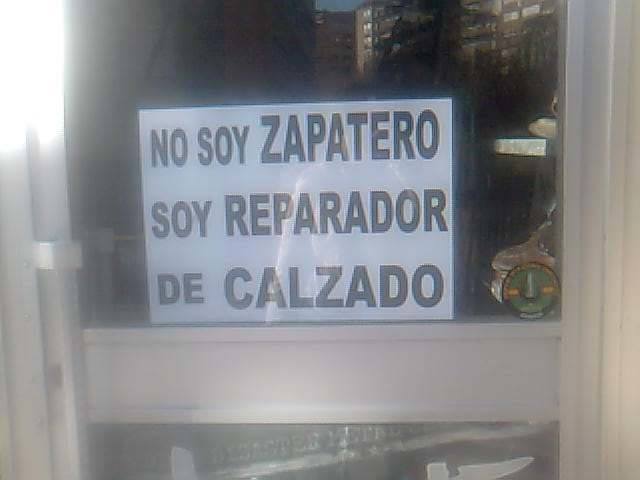 NO SOY ZAPATERO
SOY REPARADOR
DE CALZADO